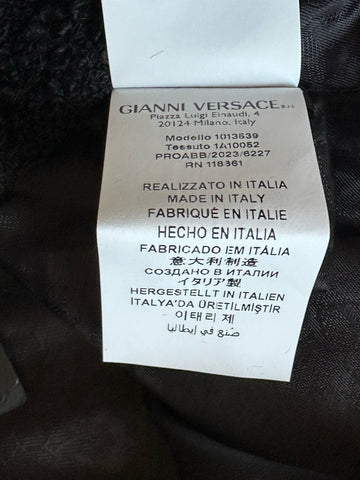 GIANNI VERSACE S.r.l.
Piazza Luigi Einaudi, 4
20124 Milano, Italy
Modello 1013639
Tessuto 1A10052
PROABB/2023/6227
RN 118361
REALIZZATO IN ITALIA
MADE IN ITALY
FABRIQUÉ EN ITALIE
HECHO EN ITALIA
FABRICADO EM ITÁLIA
意大利制造
СОЗДАНО В ИТАЛИИ
イタリア製
HERGESTELLT IN ITALIEN
İTALYA'DA ÜRETİLMİŞTİR
이태리 제
صنع في إيطاليا